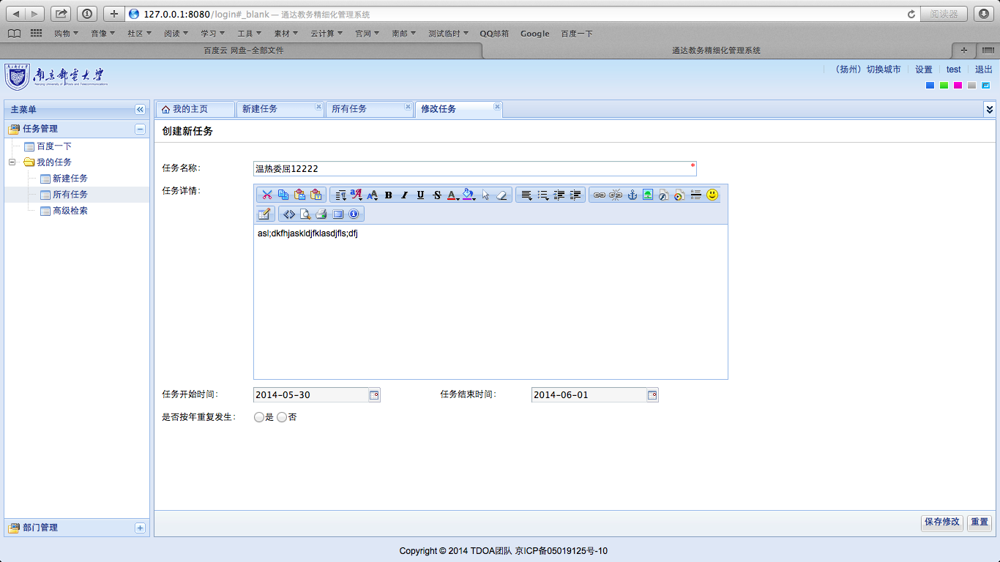 127.0.0.1:8080/login#_blank — 通达教务精细化管理系统
阅读器
购物 音像 社区 阅读 学习 工具 素材 云计算 官网 南邮 测试临时 QQ邮箱 Google 百度一下
百度云 网盘-全部文件
通达教务精细化管理系统
南京邮电大学
Nanjing University of Posts and Telecommunications
（扬州）切换城市 设置 test 退出
主菜单
任务管理
百度一下
我的任务
新建任务
所有任务
高级检索
部门管理
我的主页 新建任务 所有任务 修改任务
创建新任务
任务名称： 温热委屈12222 *
任务详情：
asl;dkfhjaskldjfklasdjfls;dfj
任务开始时间： 2014-05-30 任务结束时间： 2014-06-01
是否按年重复发生： 是 否
保存修改 重置
Copyright © 2014 TDOA团队 京ICP备05019125号-10